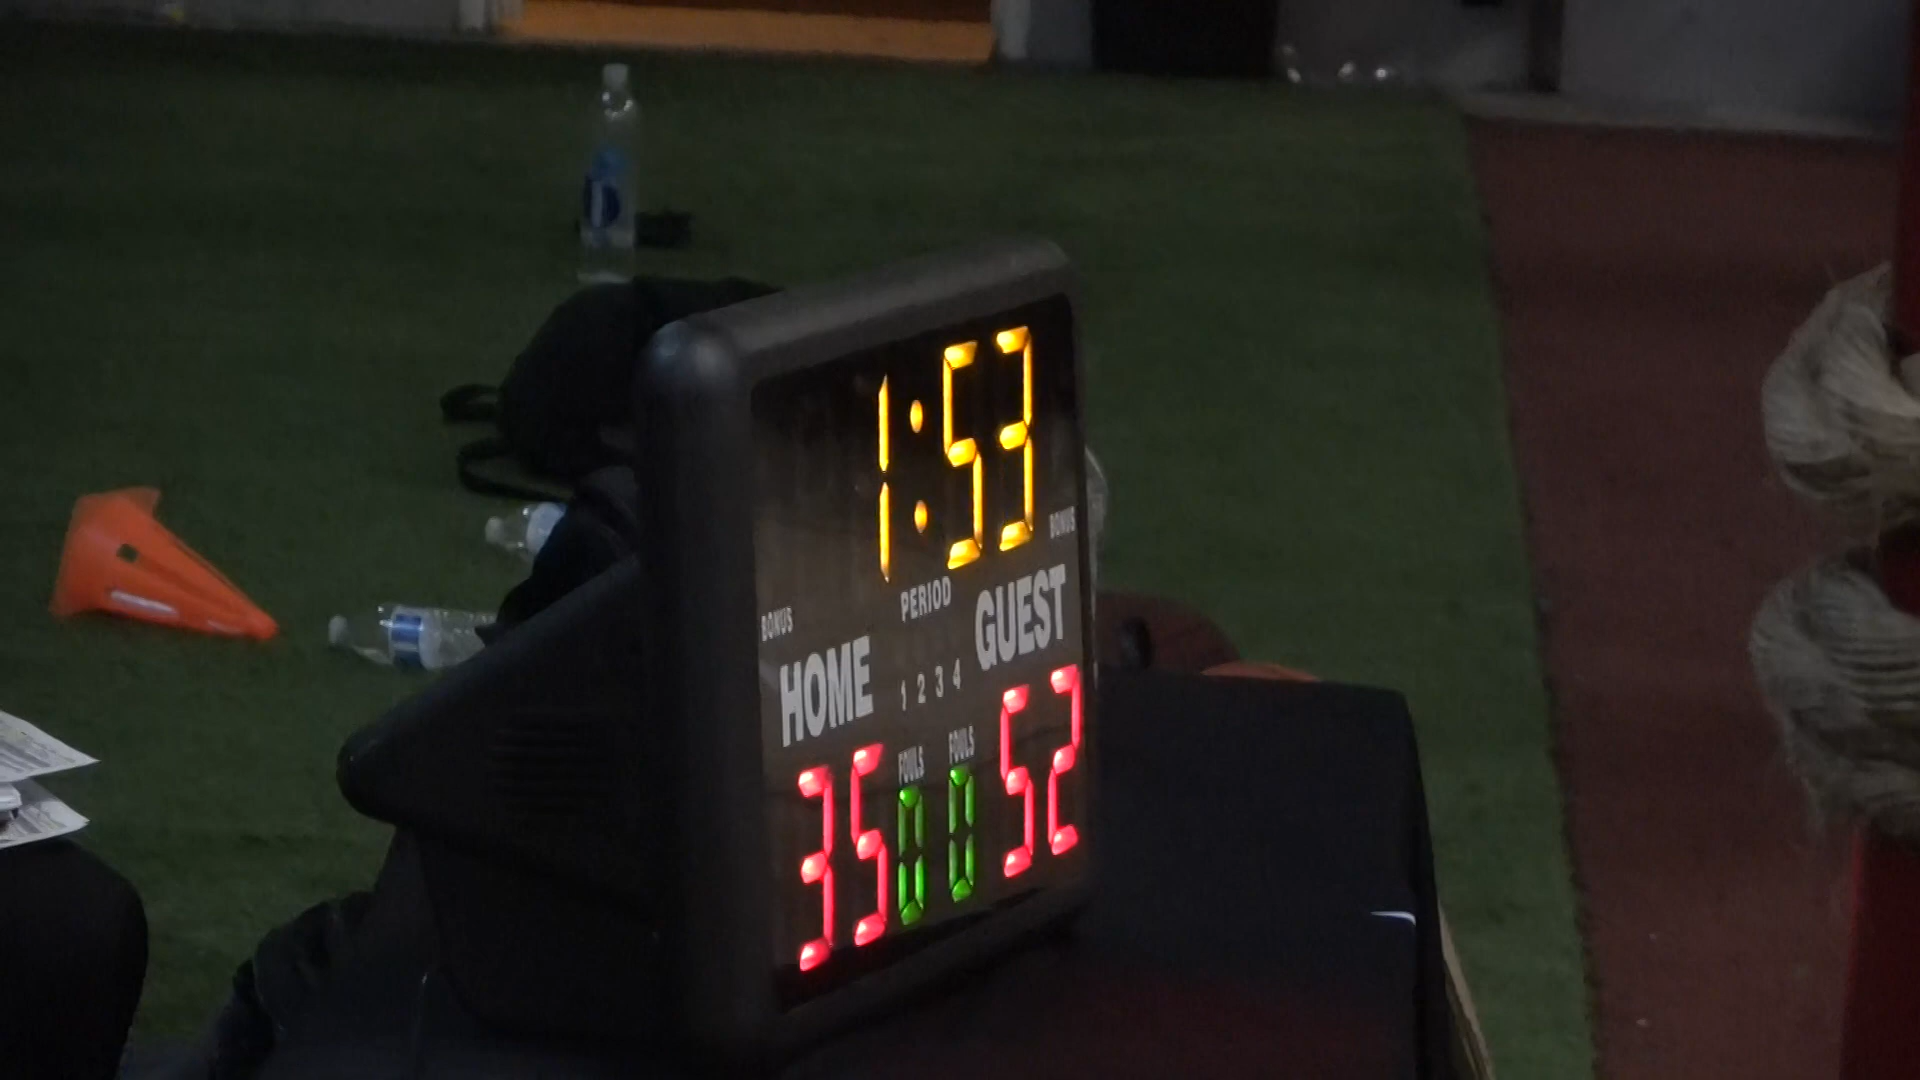 1:53
BONUS
PERIOD
BONUS
HOME
GUEST
1 2 3 4
FOULS FOULS
35 0 0 52